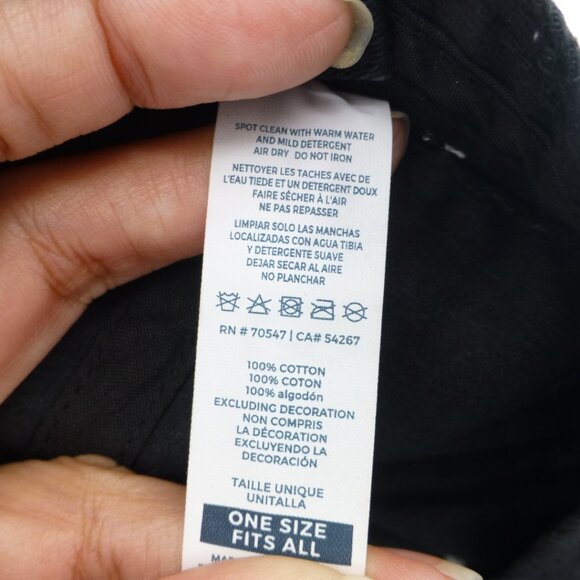 SPOT CLEAN WITH WARM WATER
AND MILD DETERGENT
AIR DRY DO NOT IRON
NETTOYER LES TACHES AVEC DE
L'EAU TIEDE ET UN DETERGENT DOUX
FAIRE SÉCHER À L'AIR
NE PAS REPASSER
LIMPIAR SOLO LAS MANCHAS
LOCALIZADAS CON AGUA TIBIA
Y DETERGENTE SUAVE
DEJAR SECAR AL AIRE
NO PLANCHAR
RN # 70547 | CA# 54267
100% COTTON
100% COTON
100% algodón
EXCLUDING DECORATION
NON COMPRIS
LA DÉCORATION
EXCLUYENDO LA
DECORACIÓN
TAILLE UNIQUE
UNITALLA
ONE SIZE
FITS ALL